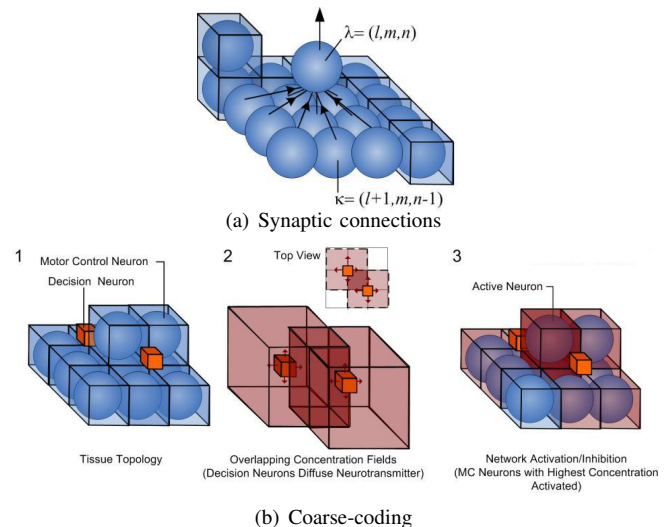 λ= (l,m,n)
κ= (l+1,m,n-1)
(a) Synaptic connections
1
Motor Control Neuron
Decision Neuron
Tissue Topology
2
Top View
Overlapping Concentration Fields
(Decision Neurons Diffuse Neurotransmitter)
3
Active Neuron
Network Activation/Inhibition
(MC Neurons with Highest Concentration
Activated)
(b) Coarse-coding